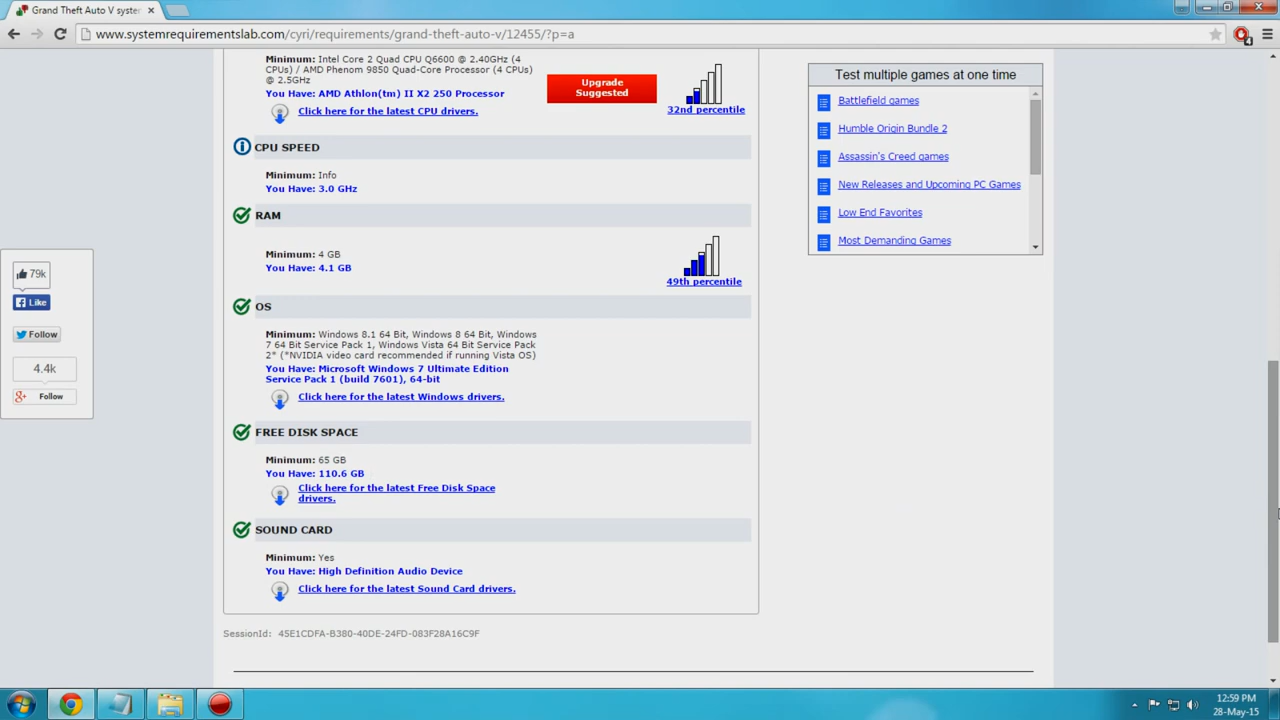 Grand Theft Auto V syster
www.systemrequirementslab.com/cyri/requirements/grand-theft-auto-v/12455/?p=a
Minimum: Intel Core 2 Quad CPU Q6600 @ 2.40GHz (4
CPUs) / AMD Phenom 9850 Quad-Core Processor (4 CPUs)
@ 2.5GHz
You Have: AMD Athlon(tm) II X2 250 Processor
Click here for the latest CPU drivers.
Upgrade
Suggested
32nd percentile
CPU SPEED
Minimum: Info
You Have: 3.0 GHz
RAM
Minimum: 4 GB
You Have: 4.1 GB
49th percentile
OS
Minimum: Windows 8.1 64 Bit, Windows 8 64 Bit, Windows
7 64 Bit Service Pack 1, Windows Vista 64 Bit Service Pack
2* (*NVIDIA video card recommended if running Vista OS)
You Have: Microsoft Windows 7 Ultimate Edition
Service Pack 1 (build 7601), 64-bit
Click here for the latest Windows drivers.
FREE DISK SPACE
Minimum: 65 GB
You Have: 110.6 GB
Click here for the latest Free Disk Space
drivers.
SOUND CARD
Minimum: Yes
You Have: High Definition Audio Device
Click here for the latest Sound Card drivers.
SessionId: 45E1CDFA-B380-40DE-24FD-083F28A16C9F
Test multiple games at one time
Battlefield games
Humble Origin Bundle 2
Assassin's Creed games
New Releases and Upcoming PC Games
Low End Favorites
Most Demanding Games
79k
Like
Follow
4.4k
Follow
12:59 PM
28-May-15